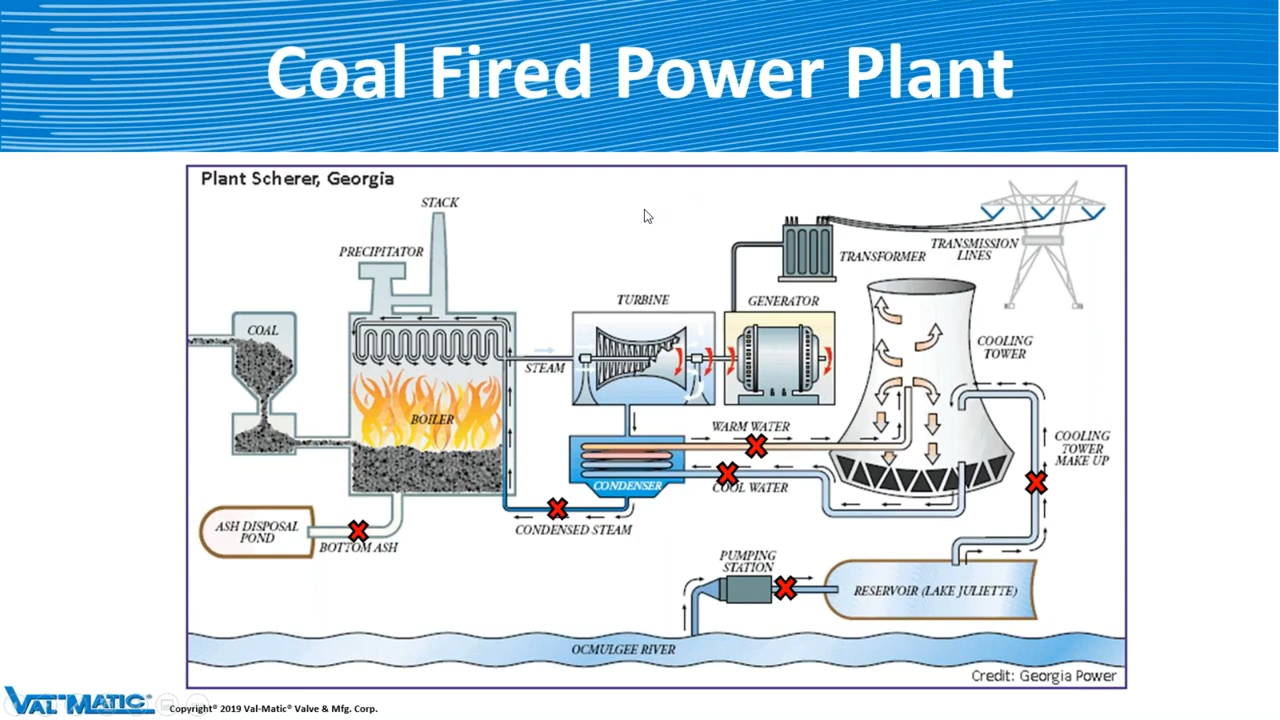 Coal Fired Power Plant
Plant Scherer, Georgia
STACK
PRECIPITATOR
COAL
BOILER
STEAM
TURBINE
GENERATOR
TRANSFORMER
TRANSMISSION
LINES
COOLING
TOWER
WARM WATER
COOLING
TOWER
MAKE UP
CONDENSER
COOL WATER
CONDENSED STEAM
ASH DISPOSAL
POND
BOTTOM ASH
PUMPING
STATION
RESERVOIR (LAKE JULIETTE)
OCMULGEE RIVER
Credit: Georgia Power
VAL-MATIC®
Copyright® 2019 Val-Matic® Valve & Mfg. Corp.